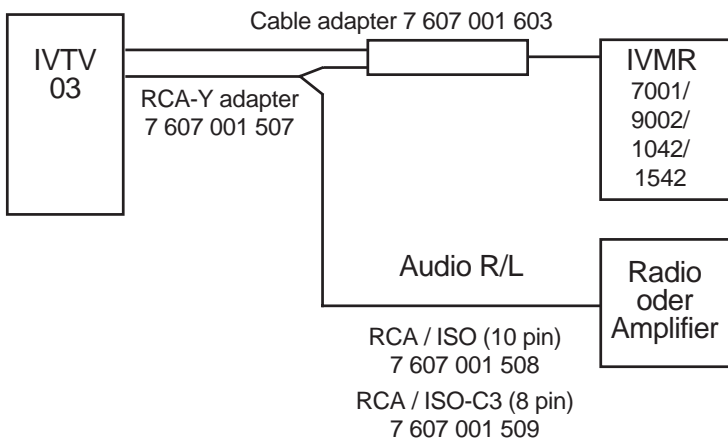 Cable adapter 7 607 001 603
IVTV
03
RCA-Y adapter
7 607 001 507
IVMR
7001/
9002/
1042/
1542
Audio R/L
Radio
oder
Amplifier
RCA / ISO (10 pin)
7 607 001 508
RCA / ISO-C3 (8 pin)
7 607 001 509